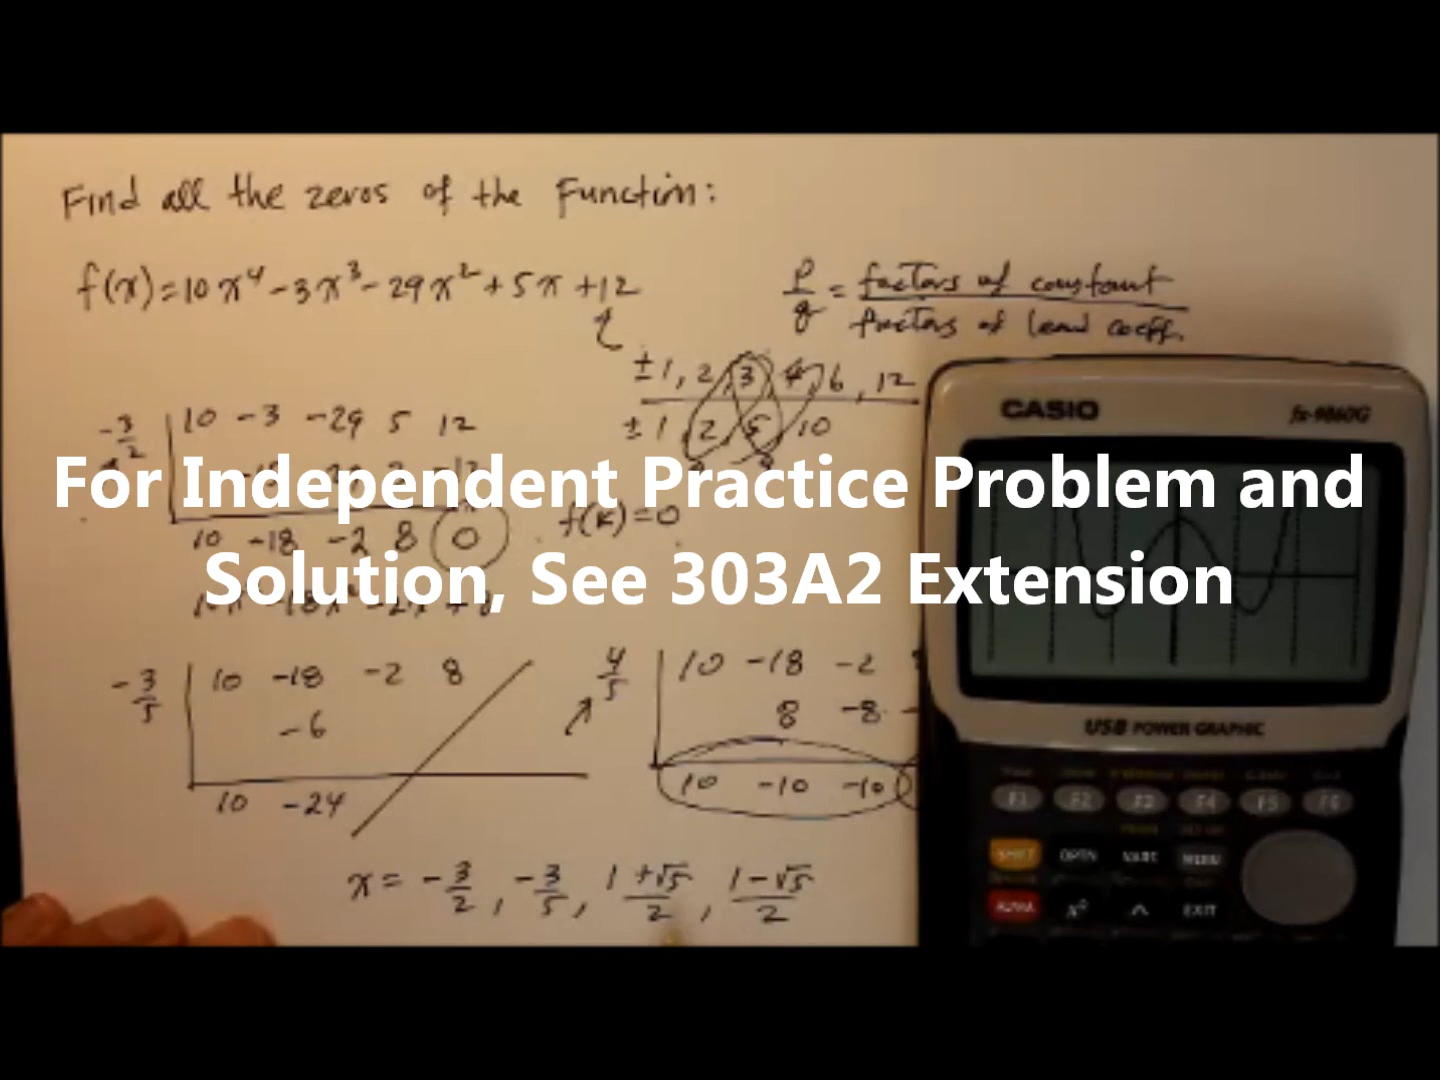 Find all the zeros of the function:
f(x)=10x⁴-3x³-29x²+5x+12
p/q = factors of constant / factors of lead coeff.
±1, 2, 3, 4, 6, 12
±1, 2, 5, 10
-3/2 | 10 -3 -29 5 12
10 -18 -2 8 0
f(k)=0
For Independent Practice Problem and
Solution, See 303A2 Extension
-3/5 | 10 -18 -2 8
-6
10 -24
4/5 | 10 -18 -2
8 -8
10 -10 -10
x= -3/2, -3/5, 1+√5/2, 1-√5/2
CASIO fx-9860G
USB POWER GRAPHIC
F1 F2 F3 F4 F5 F6
SHIFT OPTN VARS MENU
ALPHA x² ^ EXIT